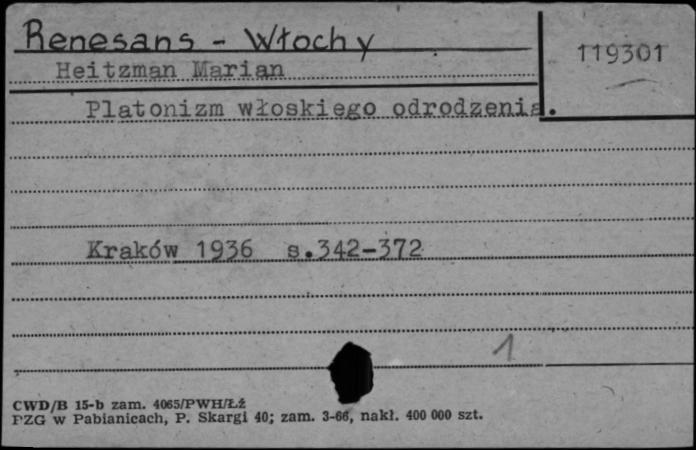 Renesans - Włochy
119301
Heitzman Marian
Platonizm włoskiego odrodzenia.
Kraków 1936 s.342-372
1
CWD/B 15-b zam. 4065/PWH/Łź
PZG w Pabianicach, P. Skargi 40; zam. 3-66, nakł. 400 000 szt.